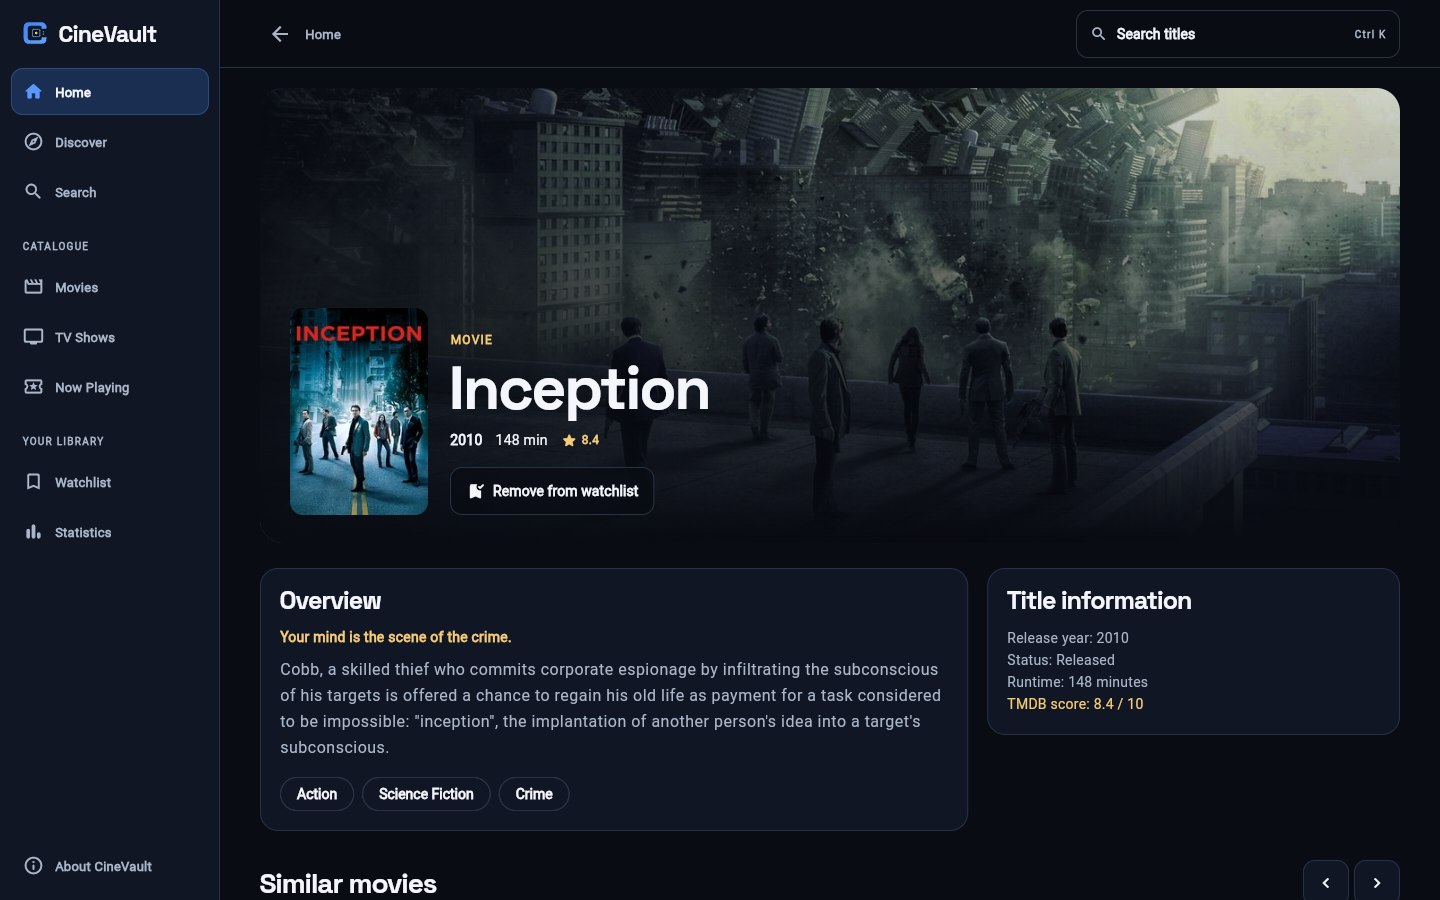 CineVault
Home
Discover
Search
CATALOGUE
Movies
TV Shows
Now Playing
YOUR LIBRARY
Watchlist
Statistics
About CineVault
Home
Search titles
Ctrl K
INCEPTION
MOVIE
Inception
2010 148 min 8.4
Remove from watchlist
Overview
Your mind is the scene of the crime.
Cobb, a skilled thief who commits corporate espionage by infiltrating the subconscious
of his targets is offered a chance to regain his old life as payment for a task considered
to be impossible: "inception", the implantation of another person's idea into a target's
subconscious.
Action
Science Fiction
Crime
Title information
Release year: 2010
Status: Released
Runtime: 148 minutes
TMDB score: 8.4 / 10
Similar movies